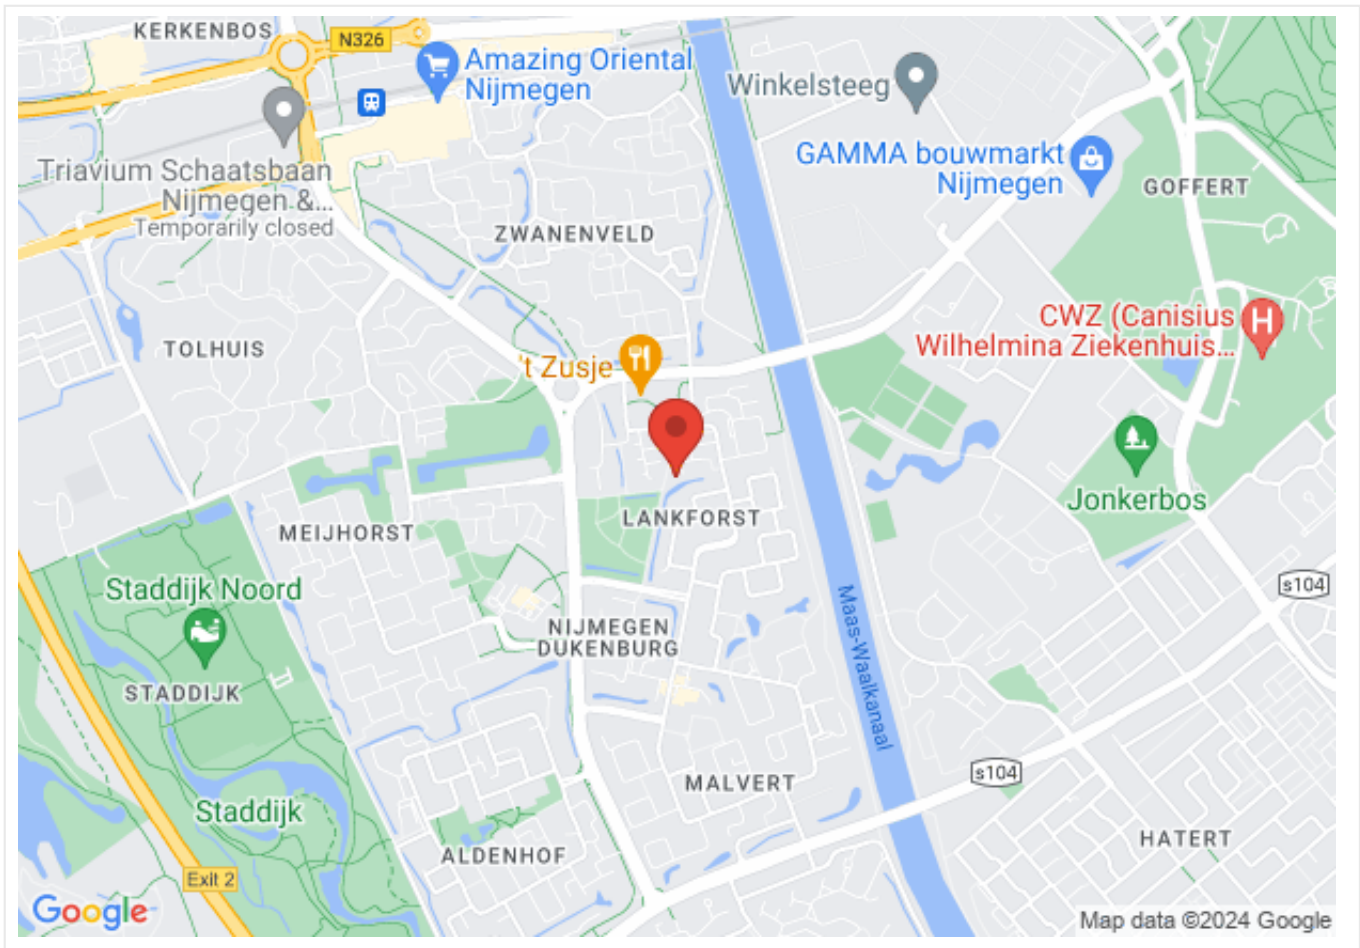 KERKENBOS
N326
Amazing Oriental
Nijmegen
Winkelsteeg
GAMMA bouwmarkt
Nijmegen
GOFFERT
Triavium Schaatsbaan
Nijmegen &...
Temporarily closed
ZWANENVELD
CWZ (Canisius
Wilhelmina Ziekenhuis...
H
TOLHUIS
't Zusje
Jonkerbos
LANKFORST
MEIJHORST
s104
Staddijk Noord
NIJMEGEN
DUKENBURG
Maas-Waalkanaal
STADDIJK
s104
MALVERT
Staddijk
HATERT
ALDENHOF
Exit 2
Google
Map data ©2024 Google